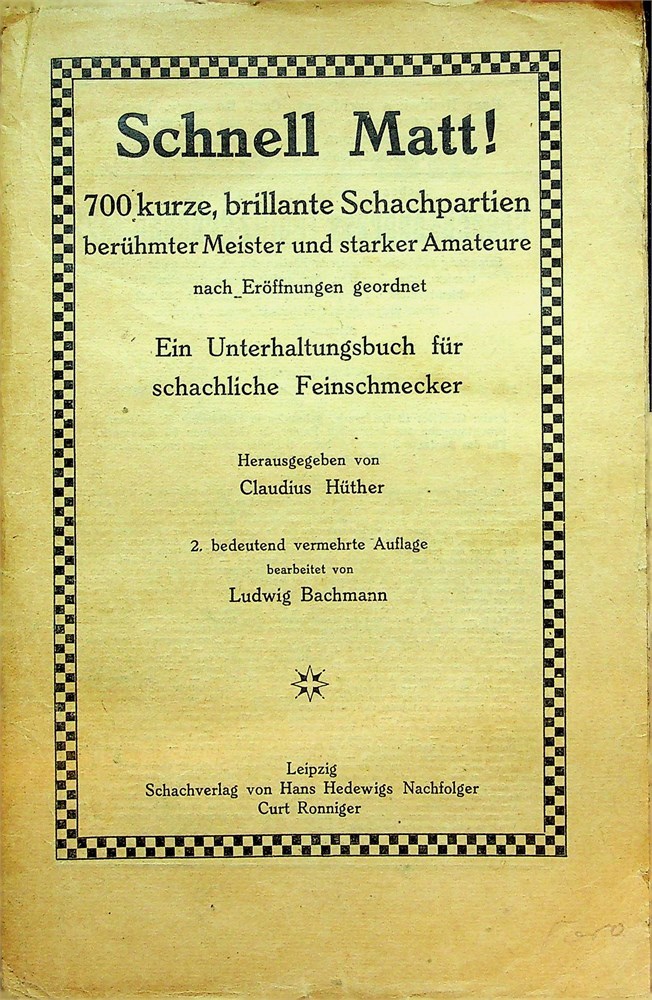 Schnell Matt!
700 kurze, brillante Schachpartien
berühmter Meister und starker Amateure
nach Eröffnungen geordnet
Ein Unterhaltungsbuch für
schachliche Feinschmecker
Herausgegeben von
Claudius Hüther
2. bedeutend vermehrte Auflage
bearbeitet von
Ludwig Bachmann
Leipzig
Schachverlag von Hans Hedewigs Nachfolger
Curt Ronniger